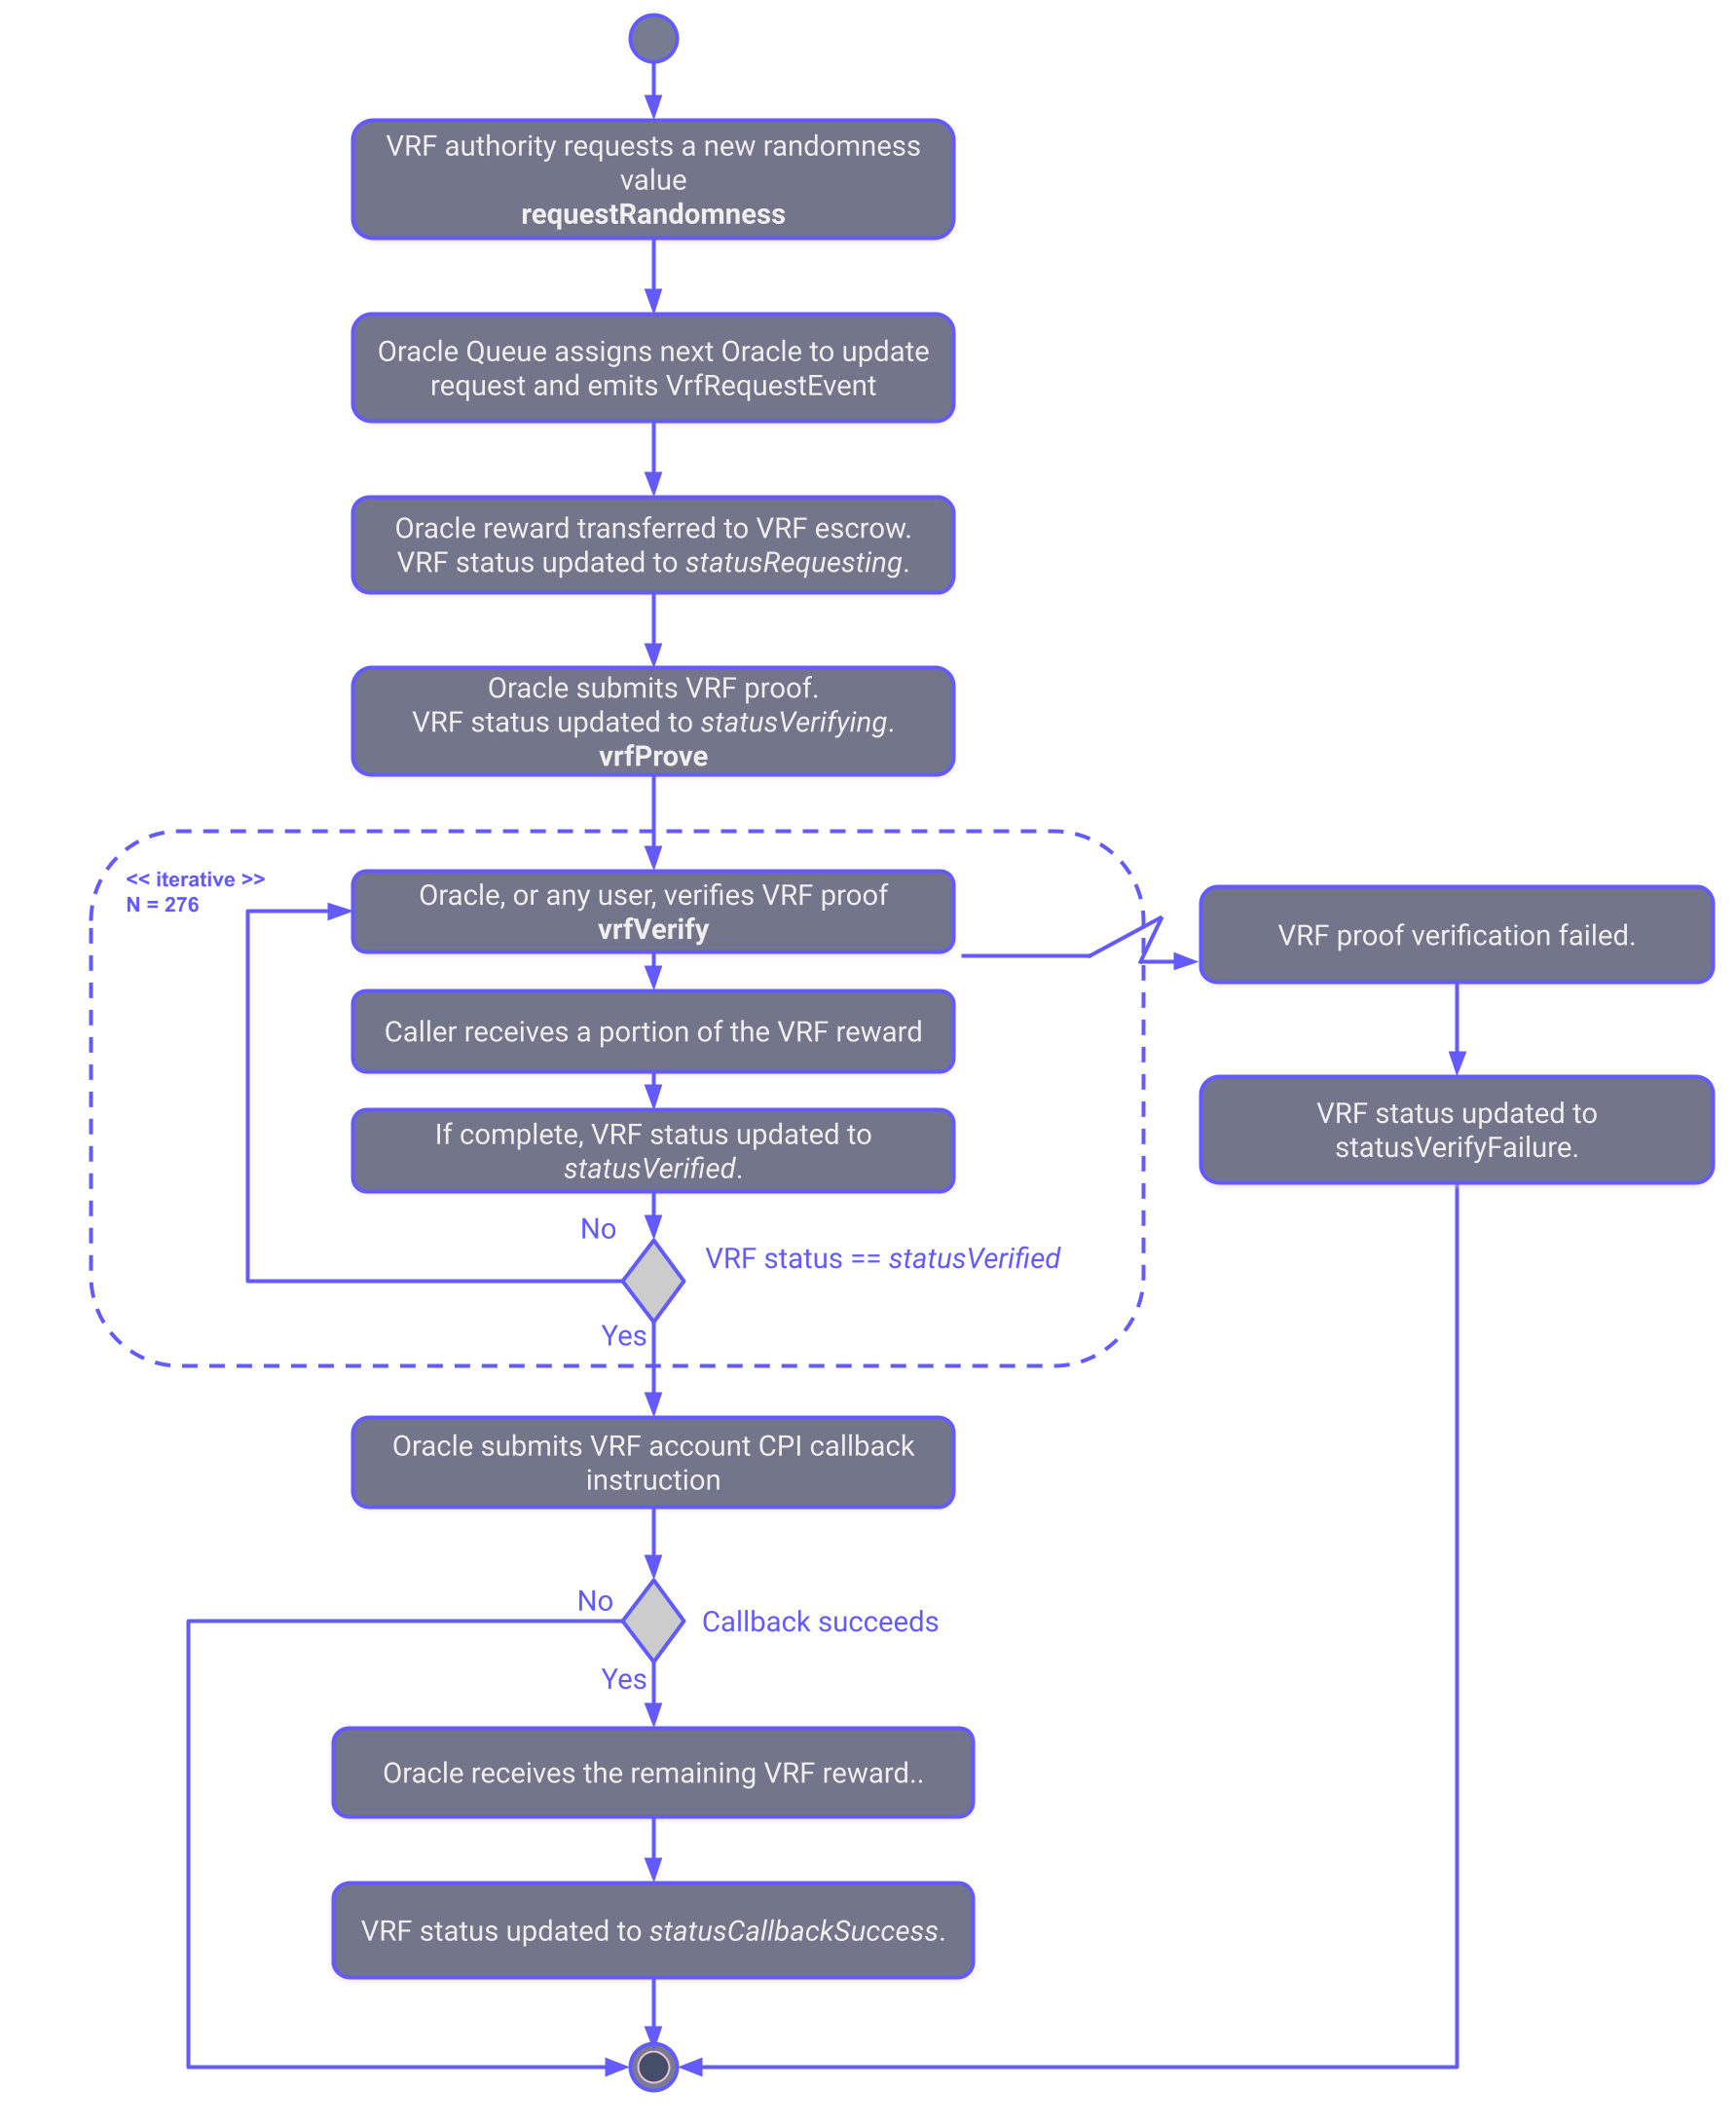 VRF authority requests a new randomness
value
requestRandomness
Oracle Queue assigns next Oracle to update
request and emits VrfRequestEvent
Oracle reward transferred to VRF escrow.
VRF status updated to statusRequesting.
Oracle submits VRF proof.
VRF status updated to statusVerifying.
vrfProve
<< iterative >>
N = 276
Oracle, or any user, verifies VRF proof
vrfVerify
VRF proof verification failed.
Caller receives a portion of the VRF reward
VRF status updated to
statusVerifyFailure.
If complete, VRF status updated to
statusVerified.
No
VRF status == statusVerified
Yes
Oracle submits VRF account CPI callback
instruction
No
Callback succeeds
Yes
Oracle receives the remaining VRF reward..
VRF status updated to statusCallbackSuccess.